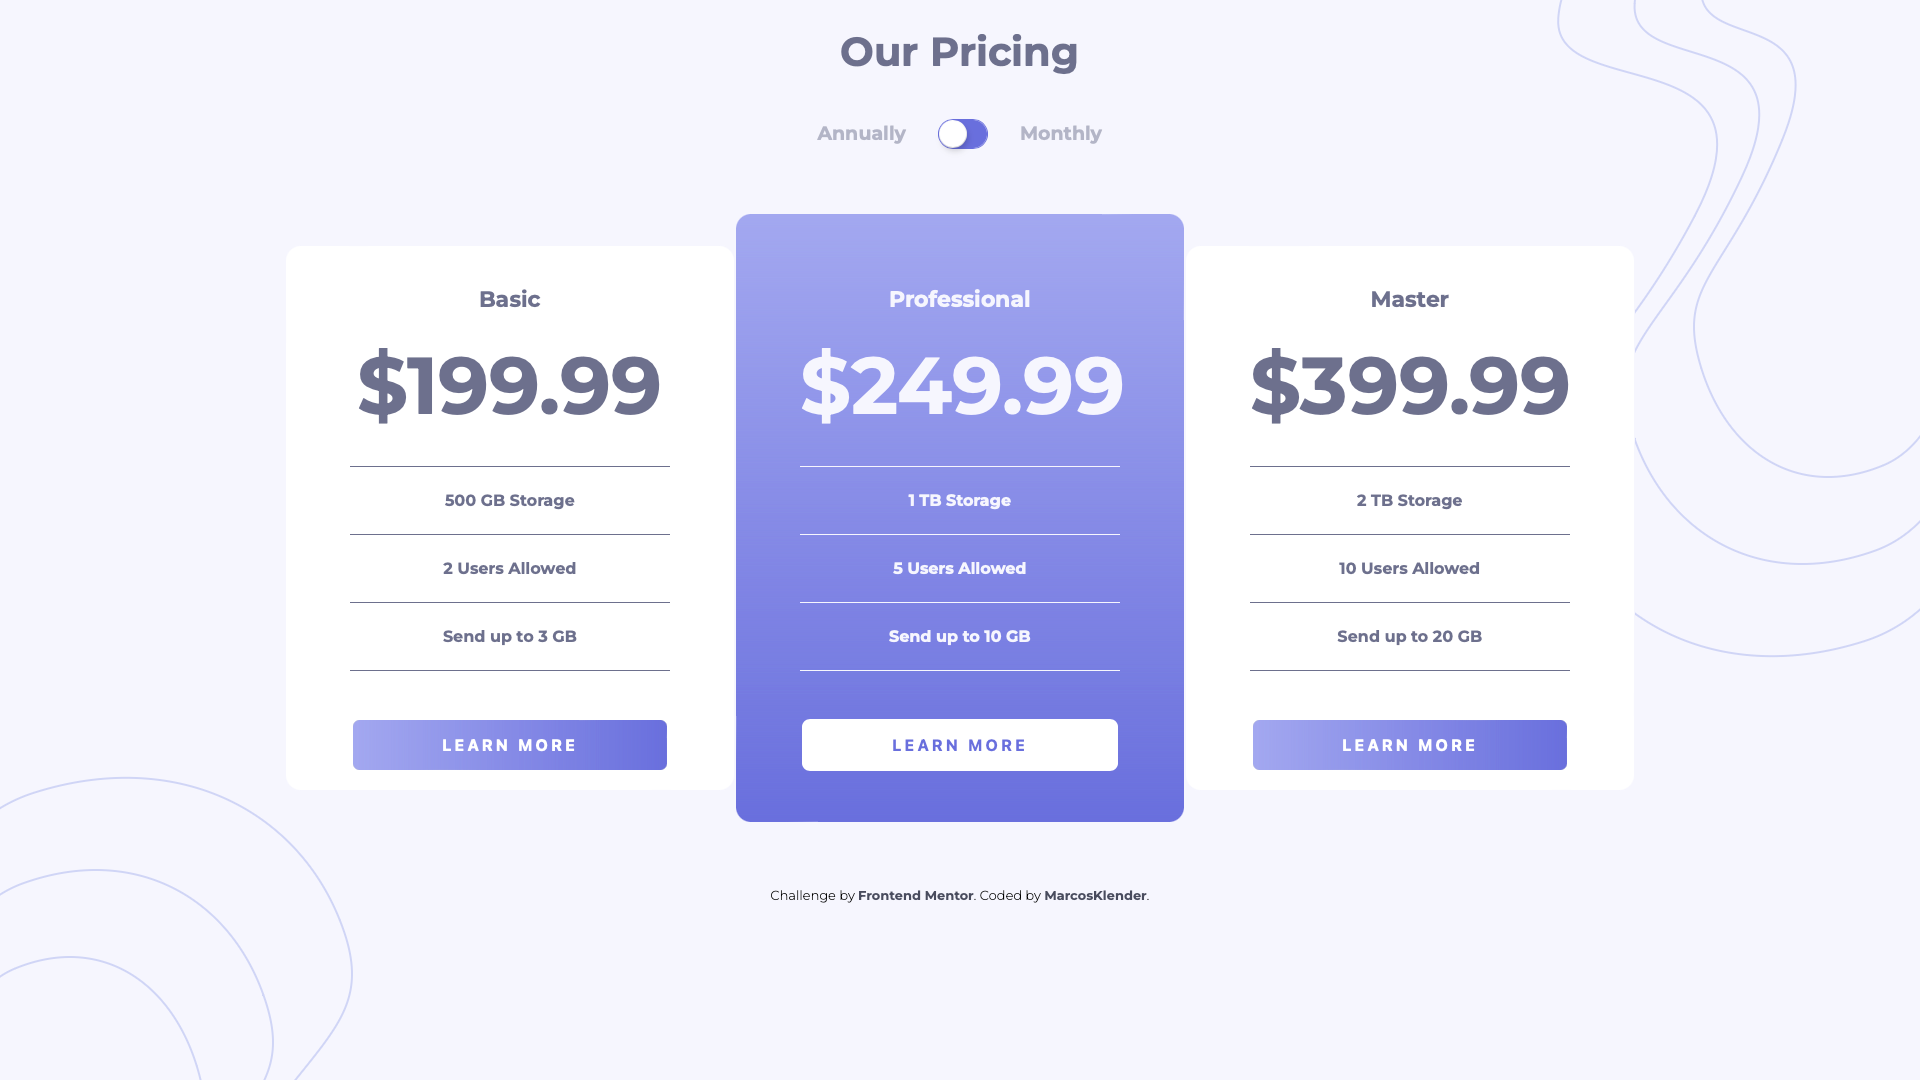 Our Pricing
Annually
Monthly
Basic
$199.99
500 GB Storage
2 Users Allowed
Send up to 3 GB
LEARN MORE
Professional
$249.99
1 TB Storage
5 Users Allowed
Send up to 10 GB
LEARN MORE
Master
$399.99
2 TB Storage
10 Users Allowed
Send up to 20 GB
LEARN MORE
Challenge by Frontend Mentor. Coded by MarcosKlender.